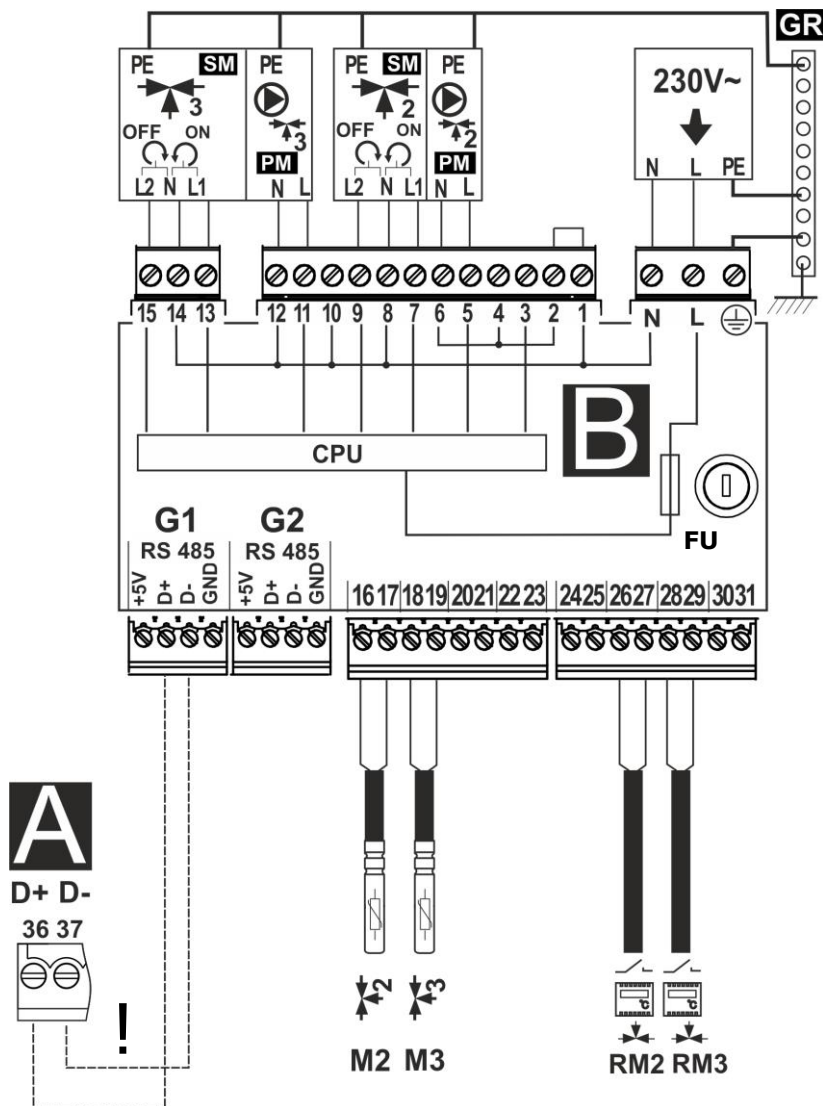 GR
PE SM PE PE SM PE
3 2
230V~
OFF ON 3 OFF ON 2
PM PM
L2 N L1 N L L2 N L1 N L N L PE
15 14 13 12 11 10 9 8 7 6 5 4 3 2 1 N L
B
CPU
FU
G1 G2
RS 485 RS 485
+5V D+ D- GND +5V D+ D- GND
16 17 18 19 20 21 22 23 24 25 26 27 28 29 30 31
A
D+ D-
36 37
!
2 3
°C °C
M2 M3 RM2 RM3